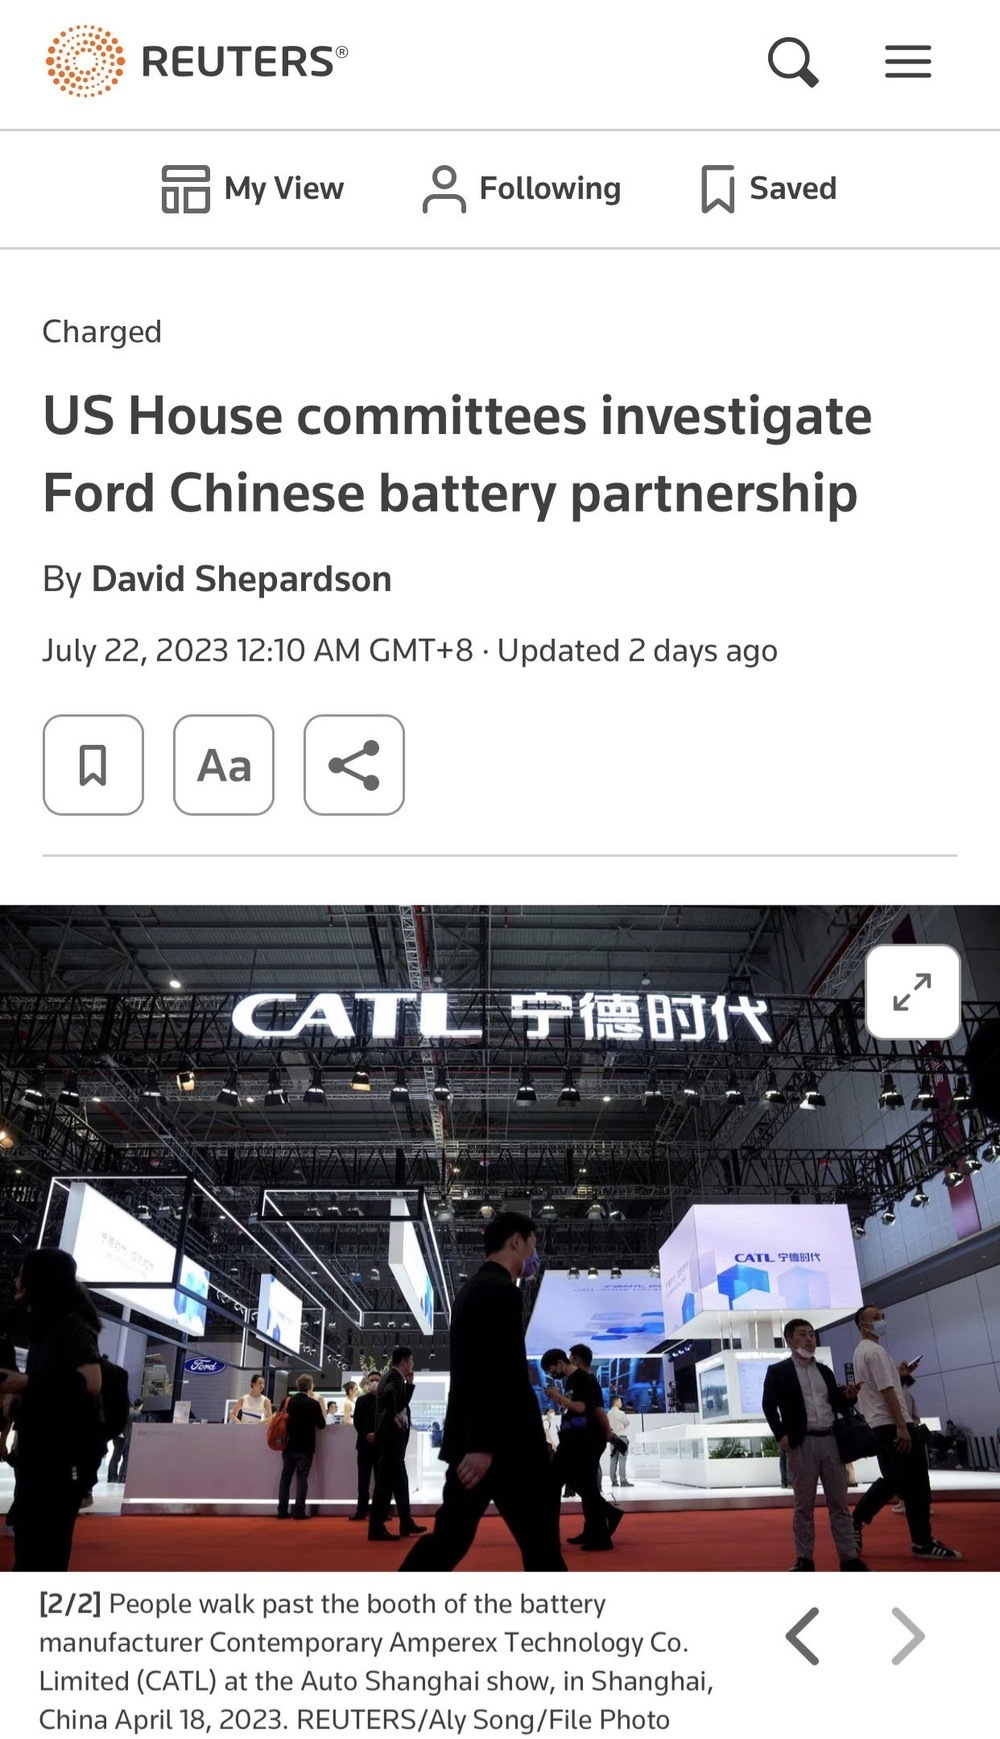 REUTERS®
My View
Following
Saved
Charged
US House committees investigate
Ford Chinese battery partnership
By David Shepardson
July 22, 2023 12:10 AM GMT+8 · Updated 2 days ago
Aa
CATL 宁德时代
CATL 宁德时代
Ford
[2/2] People walk past the booth of the battery
manufacturer Contemporary Amperex Technology Co.
Limited (CATL) at the Auto Shanghai show, in Shanghai,
China April 18, 2023. REUTERS/Aly Song/File Photo